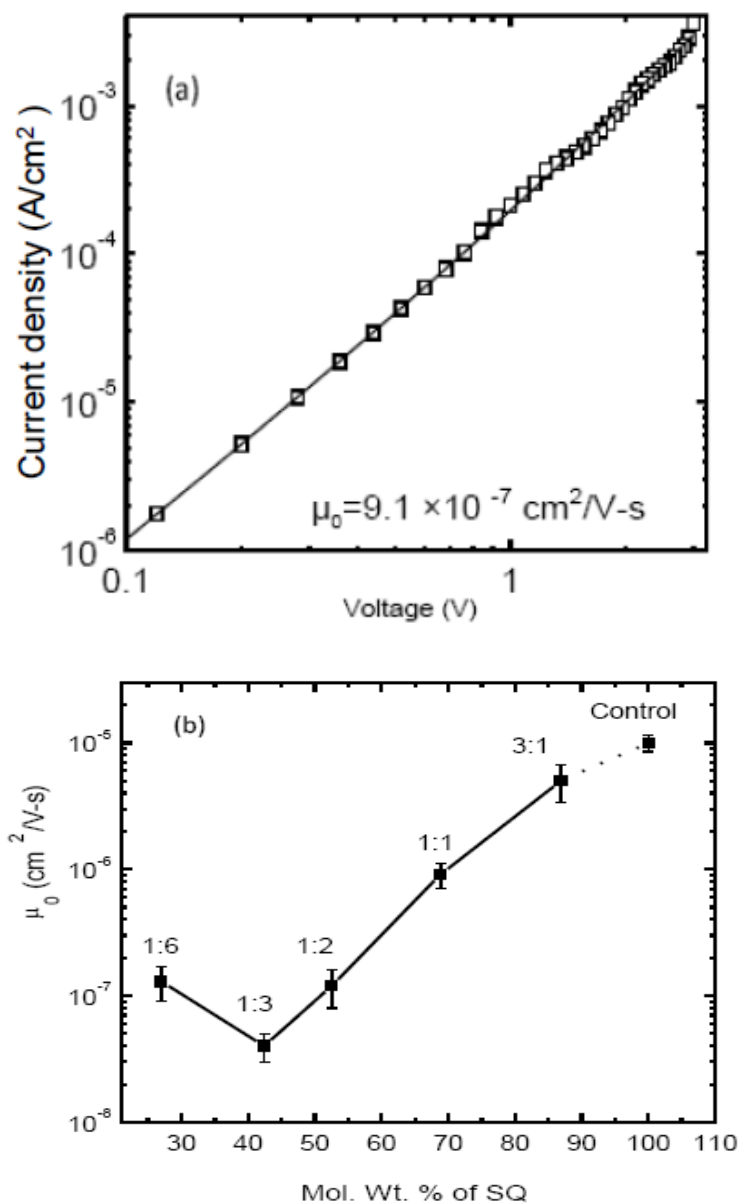 (a)
Current density (A/cm²)
10⁻³
10⁻⁴
10⁻⁵
10⁻⁶
μ₀=9.1 ×10 ⁻⁷ cm²/V-s
0.1
1
Voltage (V)
(b)
Control
3:1
1:1
1:2
1:6
1:3
μ₀ (cm²/V-s)
10⁻⁵
10⁻⁶
10⁻⁷
10⁻⁸
30 40 50 60 70 80 90 100 110
Mol. Wt. % of SQ